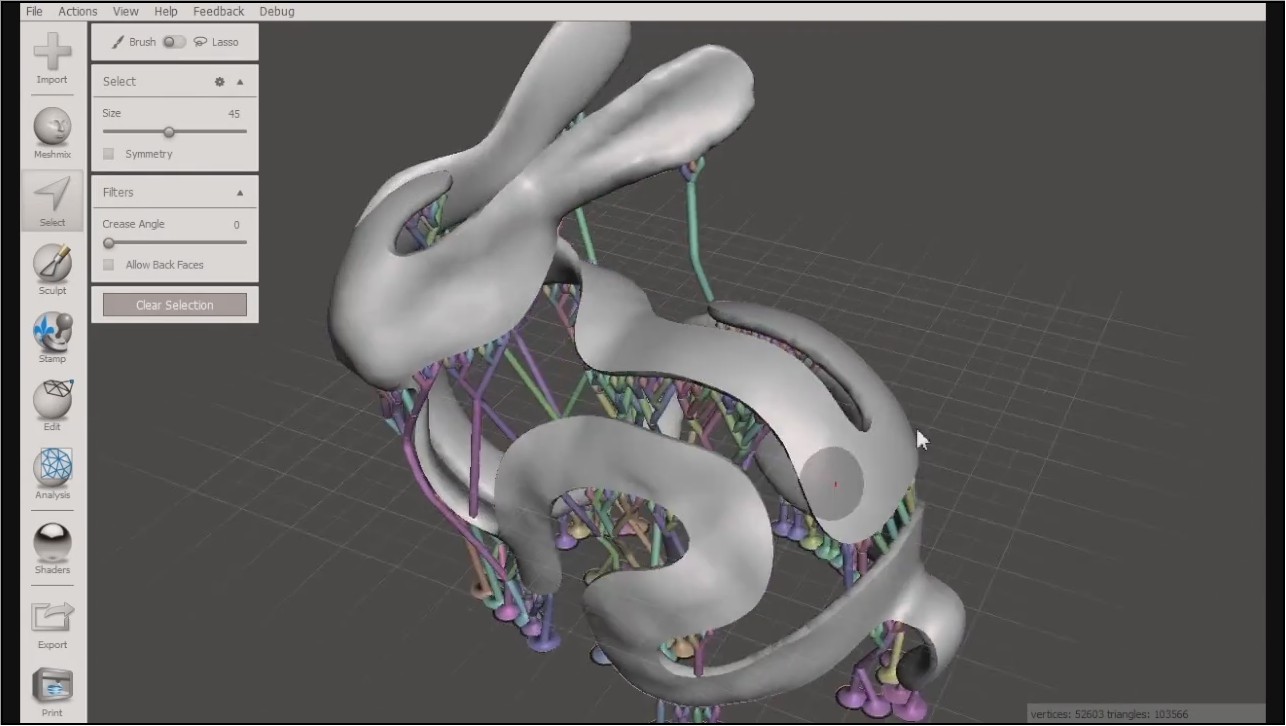 File Actions View Help Feedback Debug
Import
Meshmix
Select
Sculpt
Stamp
Edit
Analysis
Shaders
Export
Print
Brush Lasso
Select
Size 45
Symmetry
Filters
Crease Angle 0
Allow Back Faces
Clear Selection
vertices: 52603 triangles: 103566